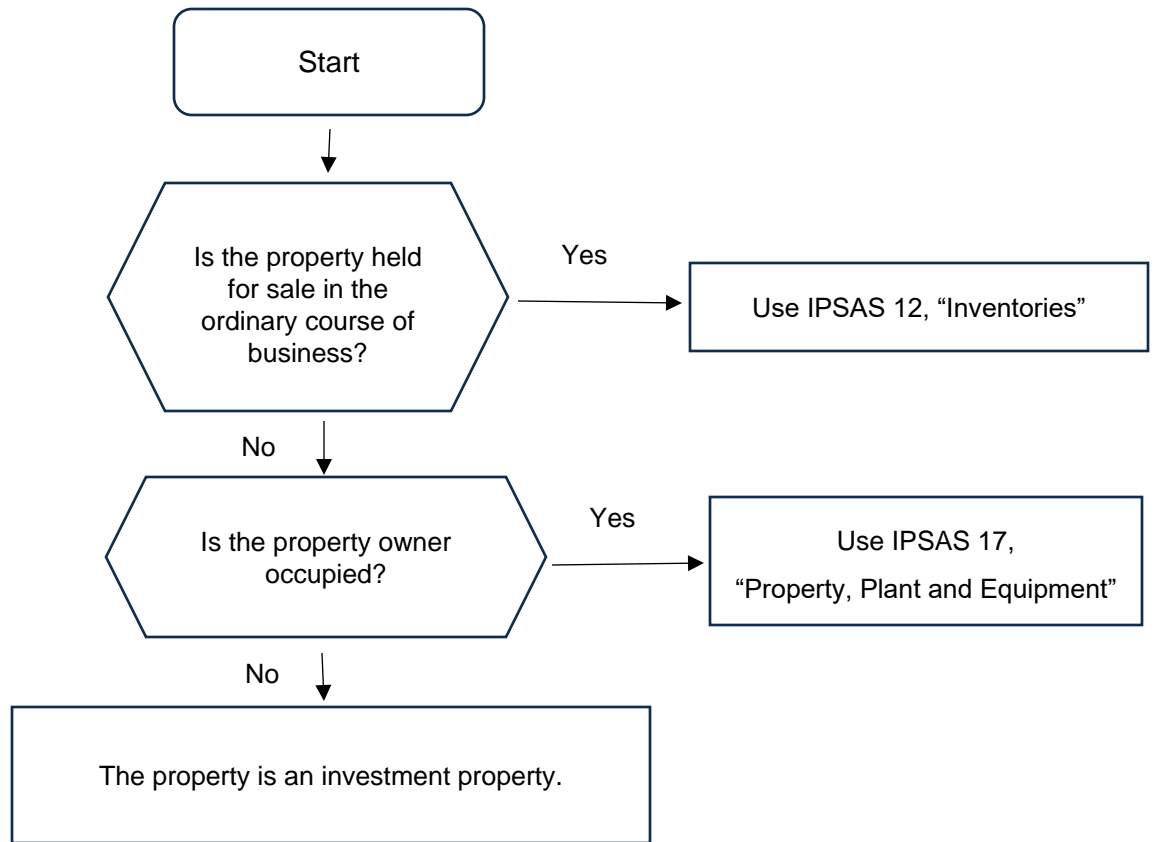 Start
Is the property held
for sale in the
ordinary course of
business?
Yes
Use IPSAS 12, “Inventories”
No
Is the property owner
occupied?
Yes
Use IPSAS 17,
“Property, Plant and Equipment”
No
The property is an investment property.